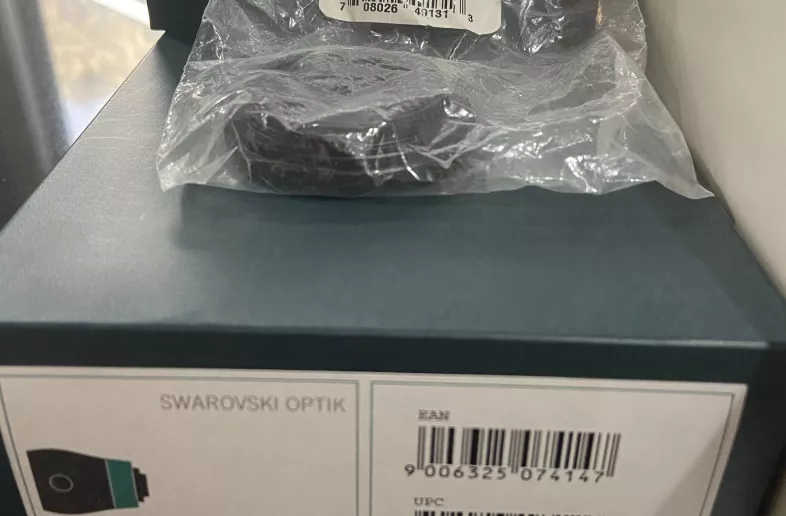 7 08026 49131 3
SWAROVSKI OPTIK
EAN
9 006325 074147
UPC